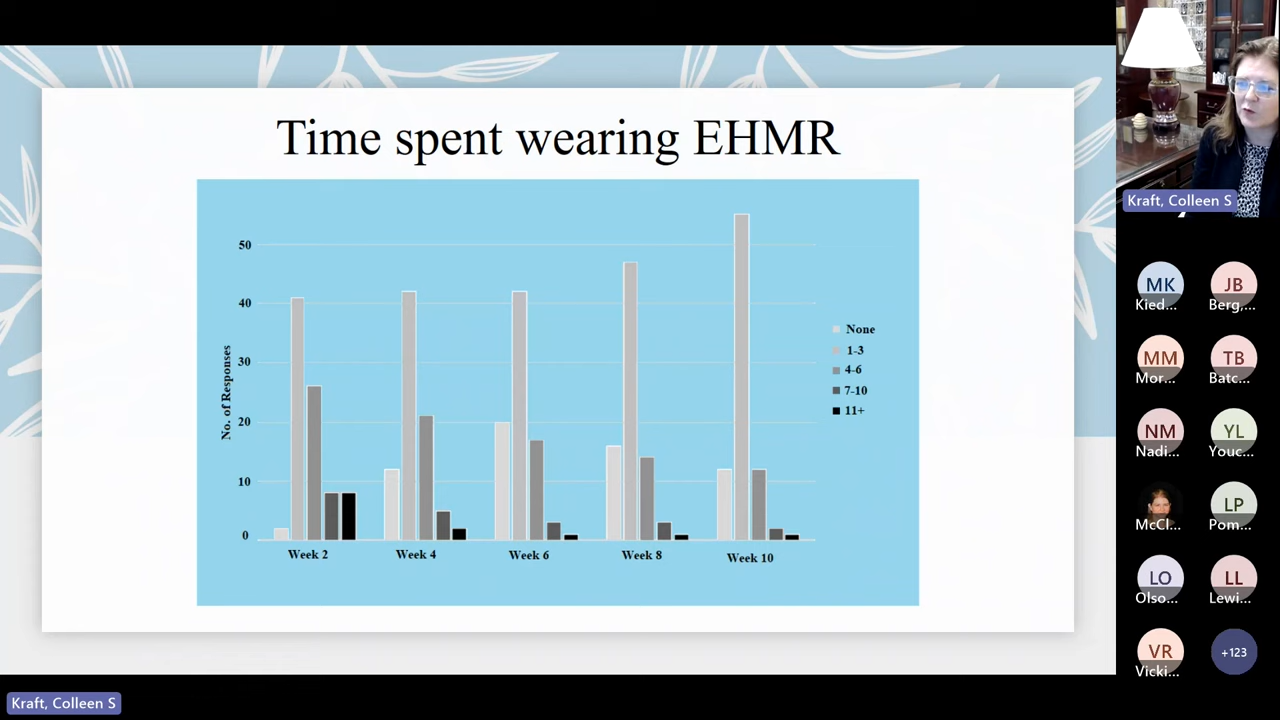 Time spent wearing EHMR
No. of Responses
50
40
30
20
10
0
Week 2
Week 4
Week 6
Week 8
Week 10
None
1-3
4-6
7-10
11+
Kraft, Colleen S
MK
Kied...
JB
Berg,...
MM
Mor...
TB
Batc...
NM
Nadi...
YL
Youc...
McCl...
LP
Pom...
LO
Olso...
LL
Lewi...
VR
Vicki...
+123
Kraft, Colleen S